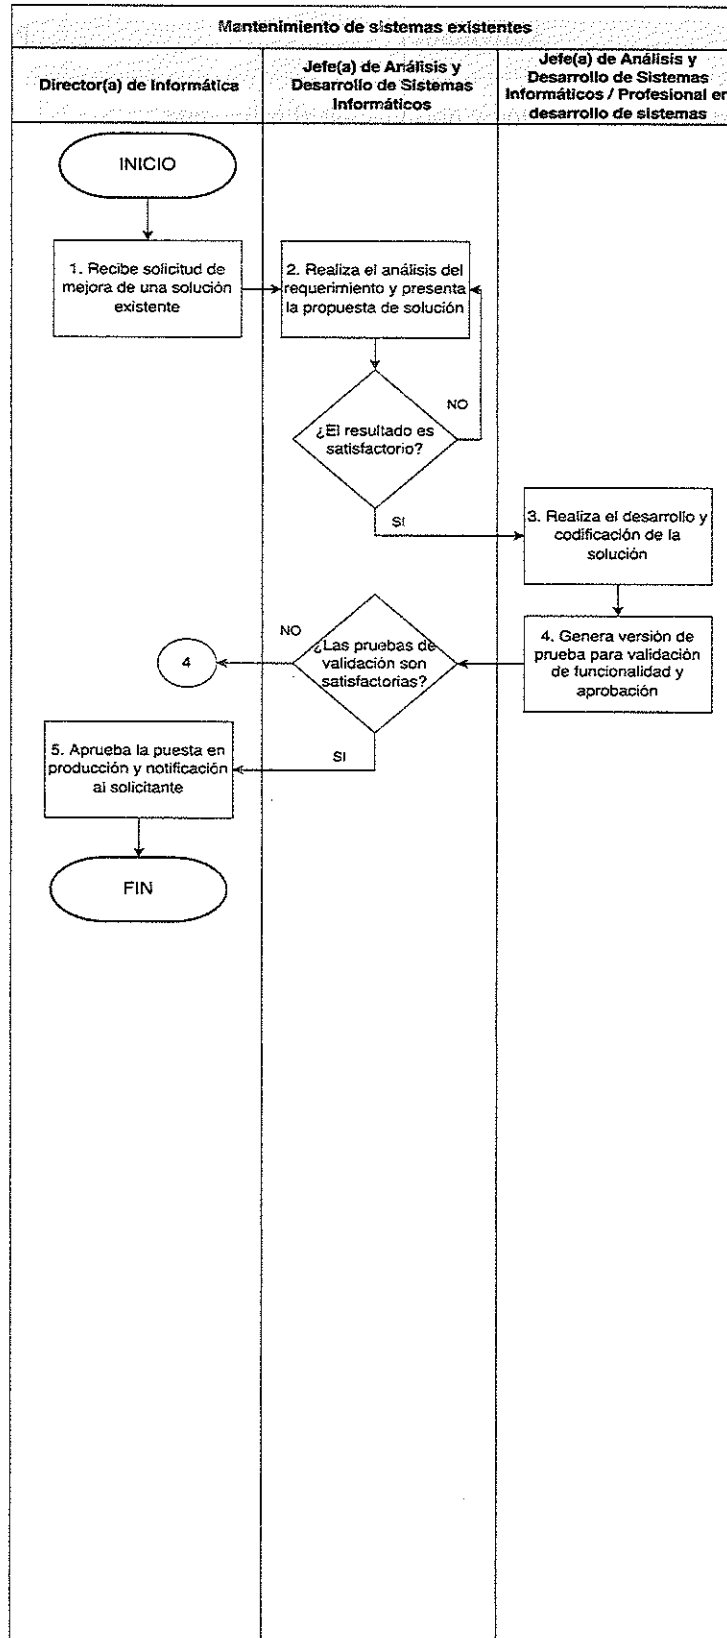 Mantenimiento de sistemas existentes
Director(a) de Informática
Jefe(a) de Análisis y
Desarrollo de Sistemas
Informáticos
Jefe(a) de Análisis y
Desarrollo de Sistemas
Informáticos / Profesional en
desarrollo de sistemas
INICIO
1. Recibe solicitud de
mejora de una solución
existente
2. Realiza el análisis del
requerimiento y presenta
la propuesta de solución
NO
¿El resultado es
satisfactorio?
SI
3. Realiza el desarrollo y
codificación de la
solución
NO
4
¿Las pruebas de
validación son
satisfactorias?
4. Genera versión de
prueba para validación
de funcionalidad y
aprobación
SI
5. Aprueba la puesta en
producción y notificación
al solicitante
FIN